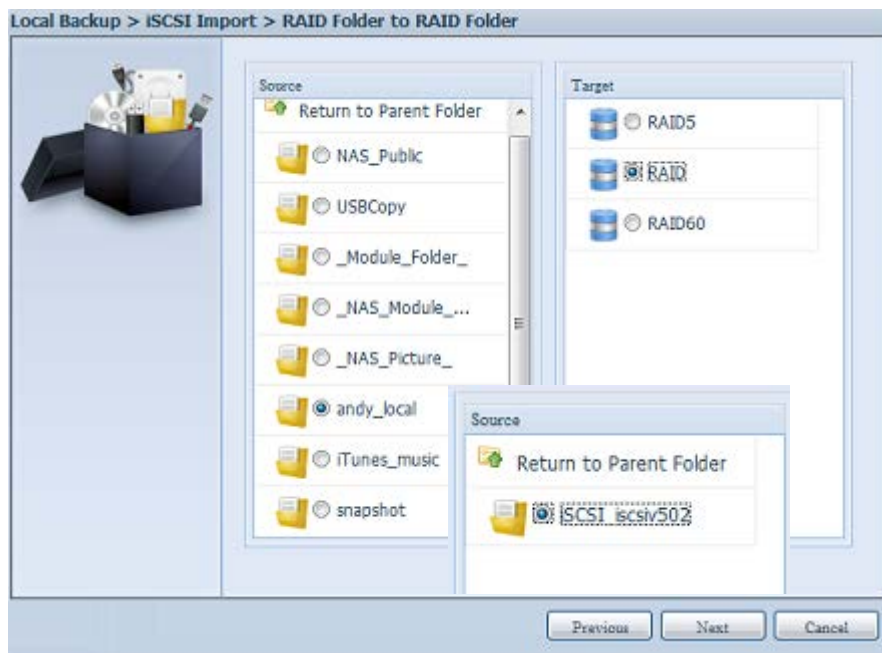 Local Backup > iSCSI Import > RAID Folder to RAID Folder
Source
Return to Parent Folder
NAS_Public
USBCopy
_Module_Folder_
_NAS_Module_...
_NAS_Picture_
andy_local
iTunes_music
snapshot
Target
RAID5
RAID
RAID60
Source
Return to Parent Folder
iSCSI_iscsiv502
Previous
Next
Cancel